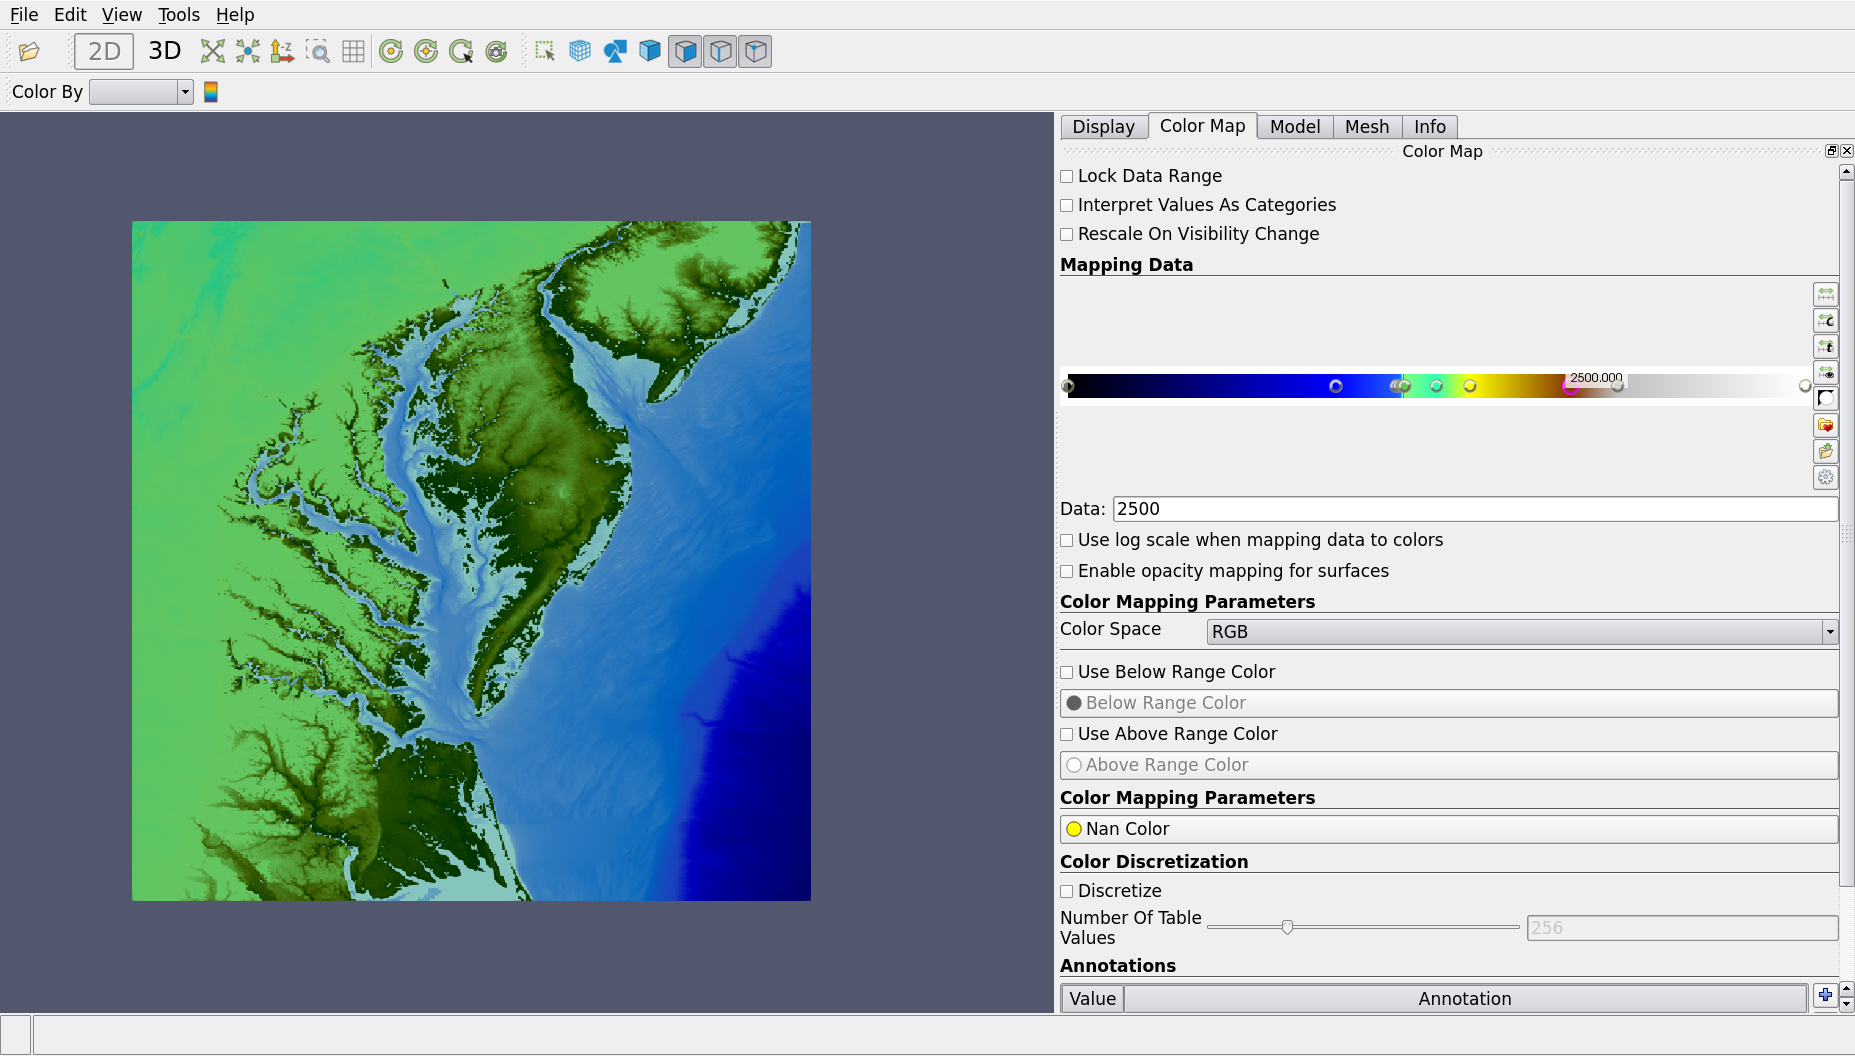 File Edit View Tools Help
2D 3D -Z
Color By
Display Color Map Model Mesh Info
Color Map
Lock Data Range
Interpret Values As Categories
Rescale On Visibility Change
Mapping Data
2500.000
Data: 2500
Use log scale when mapping data to colors
Enable opacity mapping for surfaces
Color Mapping Parameters
Color Space RGB
Use Below Range Color
Below Range Color
Use Above Range Color
Above Range Color
Color Mapping Parameters
Nan Color
Color Discretization
Discretize
Number Of Table
Values
256
Annotations
Value Annotation